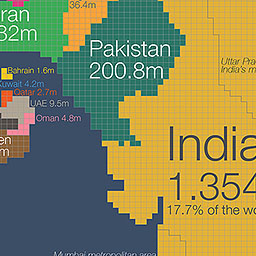 36.4m
ran
32m
Pakistan
200.8m
Uttar Pra
India's m
Bahrain 1.6m
Kuwait 4.2m
Qatar 2.7m
UAE 9.5m
Oman 4.8m
en
m
India
1.354
17.7% of the wo
Mumbai metropolitan area